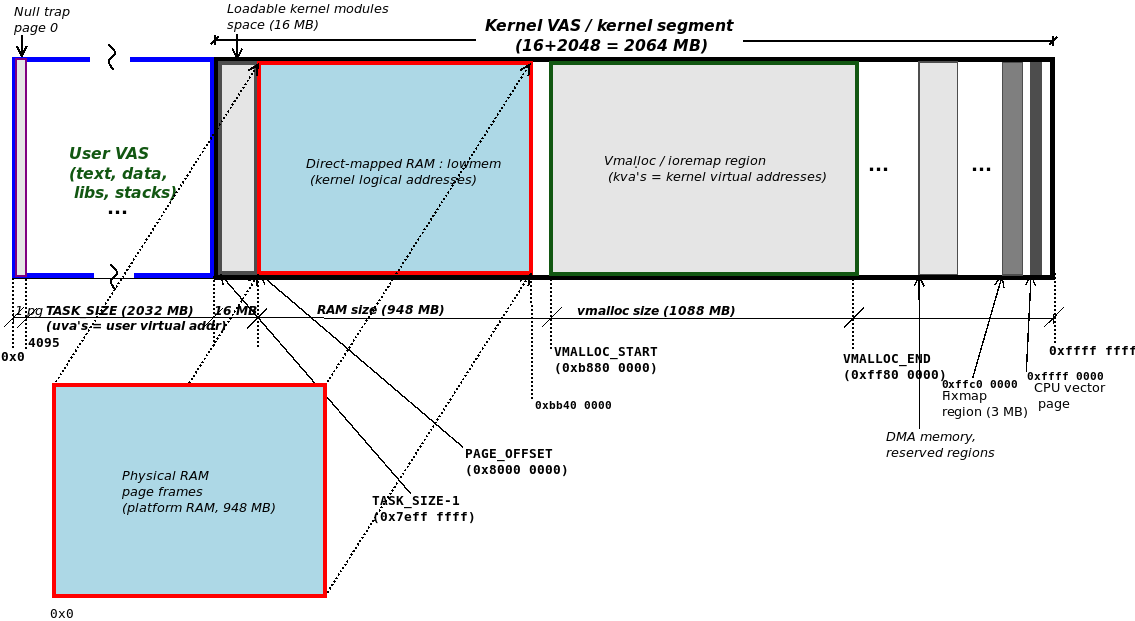 Null trap
page 0
Loadable kernel modules
space (16 MB)
Kernel VAS / kernel segment
(16+2048 = 2064 MB)
User VAS
(text, data,
libs, stacks)
...
Direct-mapped RAM : lowmem
(kernel logical addresses)
Vmalloc / ioremap region
(kva's = kernel virtual addresses)
...
...
1 pg
TASK SIZE (2032 MB)
(uva's = user virtual addr)
16 MB
RAM size (948 MB)
vmalloc size (1088 MB)
4095
0x0
VMALLOC_START
(0xb880 0000)
VMALLOC_END
(0xff80 0000)
0xffff ffff
0xffc0 0000
Fixmap
region (3 MB)
0xffff 0000
CPU vector
page
0xbb40 0000
DMA memory,
reserved regions
PAGE_OFFSET
(0x8000 0000)
TASK_SIZE-1
(0x7eff ffff)
Physical RAM
page frames
(platform RAM, 948 MB)
0x0